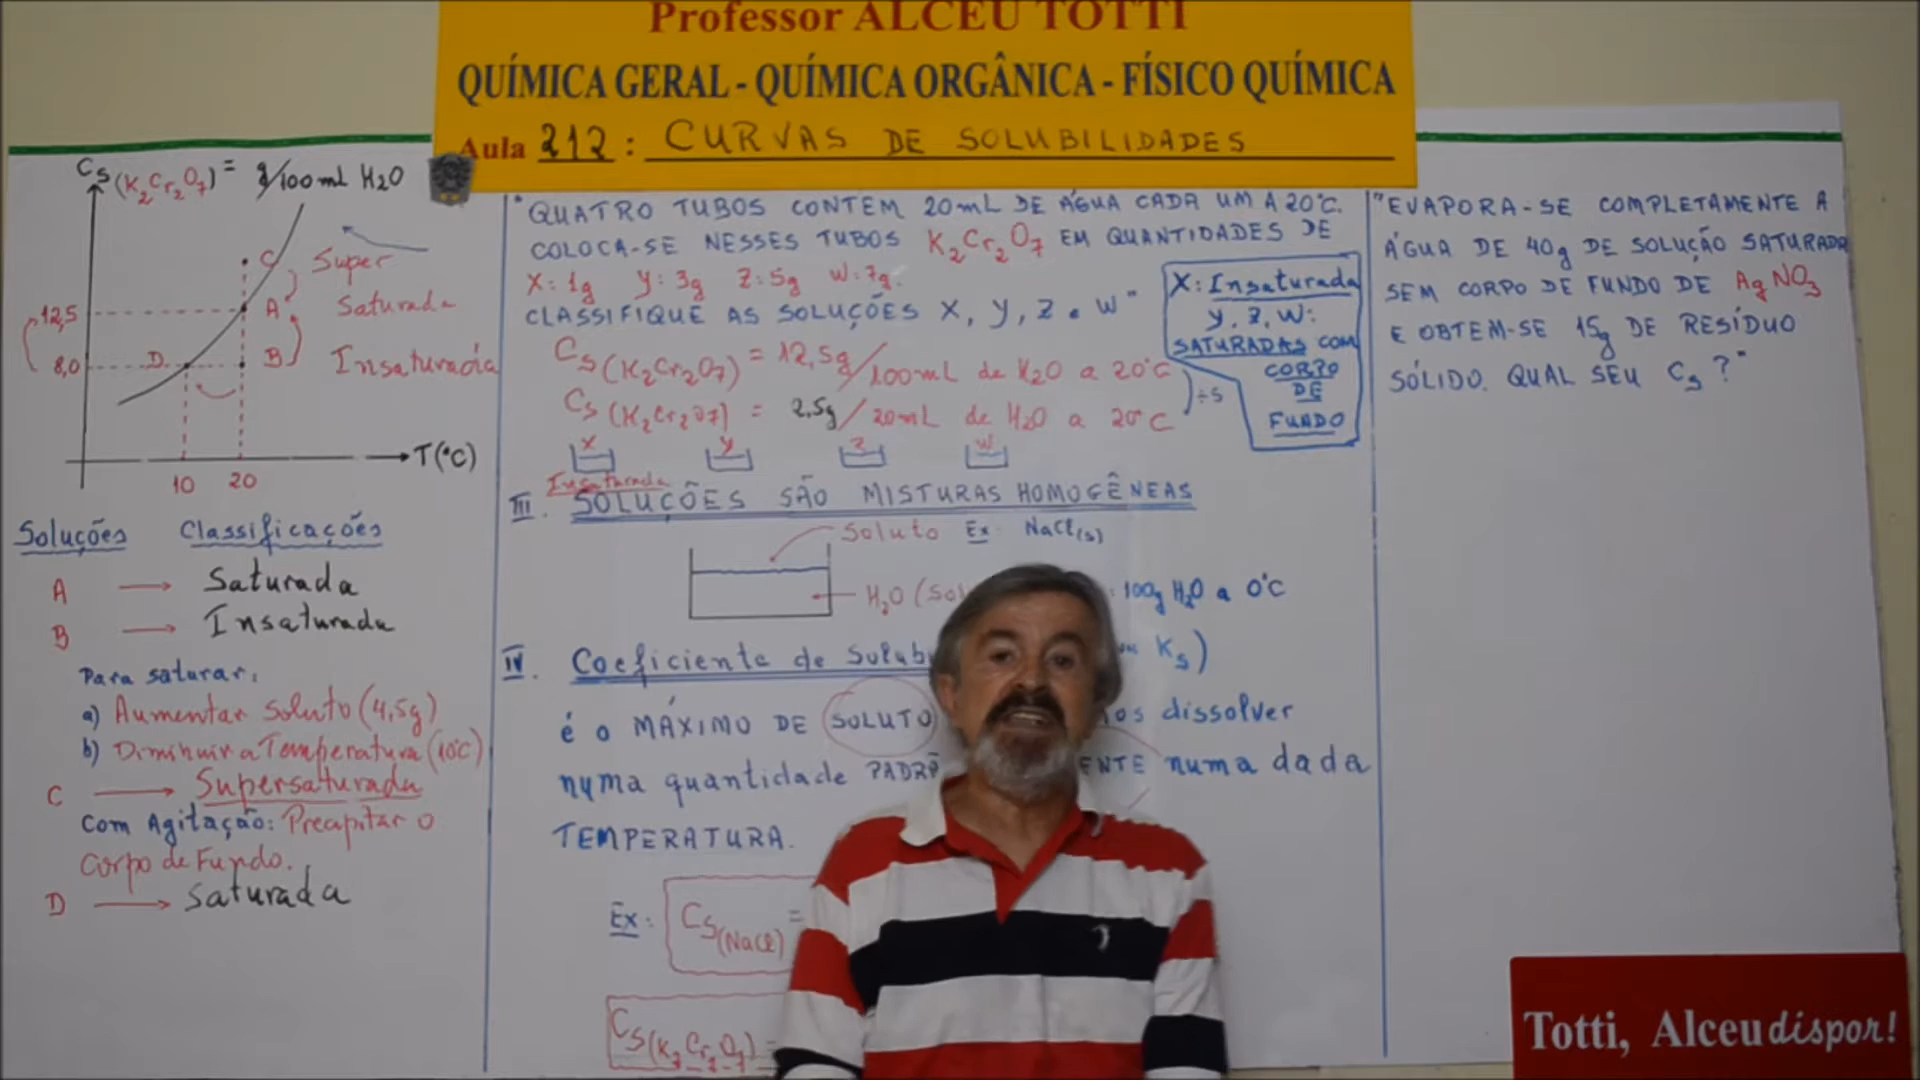 Professor ALCEU TOTTI
QUÍMICA GERAL - QUÍMICA ORGÂNICA - FÍSICO QUÍMICA
Aula 212: CURVAS DE SOLUBILIDADES
Cs(K2Cr2O7) = g/100ml H2O
C
Super
Saturada
12,5
A
8,0
D
B
Insaturada
T(°C)
10 20
Soluções Classificações
A → Saturada
B → Insaturada
Para saturar:
a) Aumentar Soluto (4,5g)
b) Diminuir a Temperatura (10°C)
C → Supersaturada
Com Agitação: Precipitar o
Corpo de Fundo.
D → Saturada
"QUATRO TUBOS CONTEM 20mL DE ÁGUA CADA UM A 20°C.
COLOCA-SE NESSES TUBOS K2Cr2O7 EM QUANTIDADES DE
X: 1g Y: 3g Z: 5g W: 7g.
CLASSIFIQUE AS SOLUÇÕES X, Y, Z e W"
Cs(K2Cr2O7) = 12,5g/100mL de H2O a 20°C
Cs(K2Cr2O7) = 2,5g/20mL de H2O a 20°C
÷5
X Y Z W
Insaturada
X: Insaturada
Y, Z, W:
SATURADAS COM
CORPO
DE
FUNDO
III. SOLUÇÕES SÃO MISTURAS HOMOGÊNEAS
Soluto Ex: NaCl(s)
H2O (Sol : 100g H2O a 0°C
IV. Coeficiente de Solub ou Ks)
é o MÁXIMO DE SOLUTO dissolver
numa quantidade numa dada
TEMPERATURA.
Ex: Cs(NaCl) =
Cs(K2Cr2O7) =
"EVAPORA-SE COMPLETAMENTE A
ÁGUA DE 40g DE SOLUÇÃO SATURADA
SEM CORPO DE FUNDO DE AgNO3
E OBTEM-SE 15g DE RESÍDUO
SÓLIDO. QUAL SEU Cs?"
Totti, Alceu dispor!